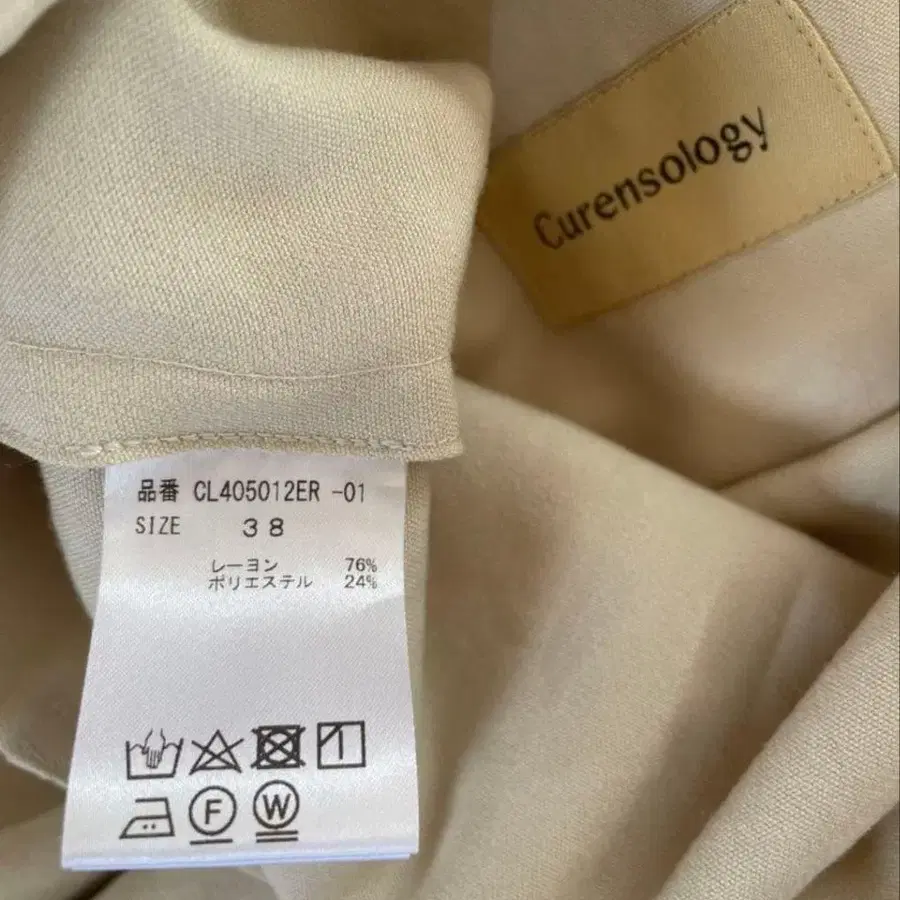 Curensology
品番 CL405012ER -01
SIZE 38
レーヨン 76%
ポリエステル 24%
F W